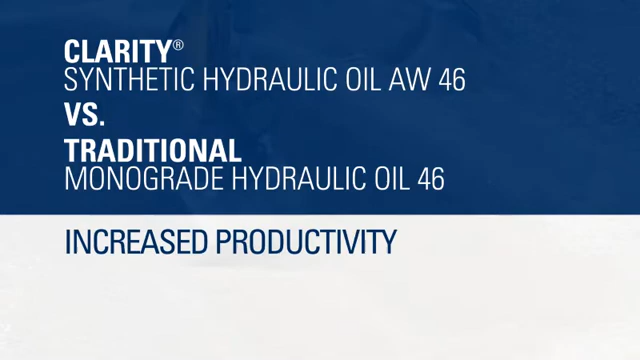 CLARITY®
SYNTHETIC HYDRAULIC OIL AW 46
VS.
TRADITIONAL
MONOGRADE HYDRAULIC OIL 46
INCREASED PRODUCTIVITY